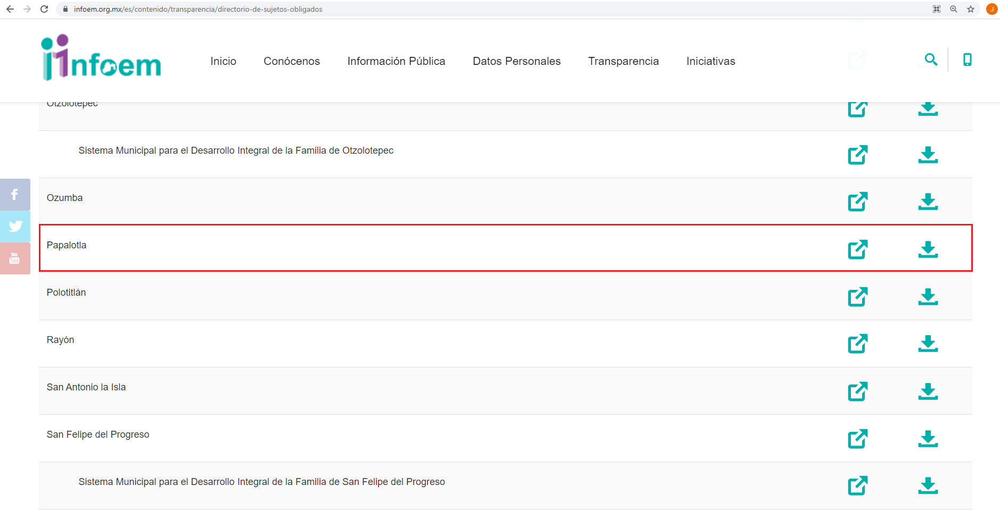 infoem.org.mx/es/contenido/transparencia/directorio-de-sujetos-obligados
J
infoem
Inicio
Conócenos
Información Pública
Datos Personales
Transparencia
Iniciativas
Otzolotepec
Sistema Municipal para el Desarrollo Integral de la Familia de Otzolotepec
Ozumba
Papalotla
Polotitlán
Rayón
San Antonio la Isla
San Felipe del Progreso
Sistema Municipal para el Desarrollo Integral de la Familia de San Felipe del Progreso
f
You
Tube